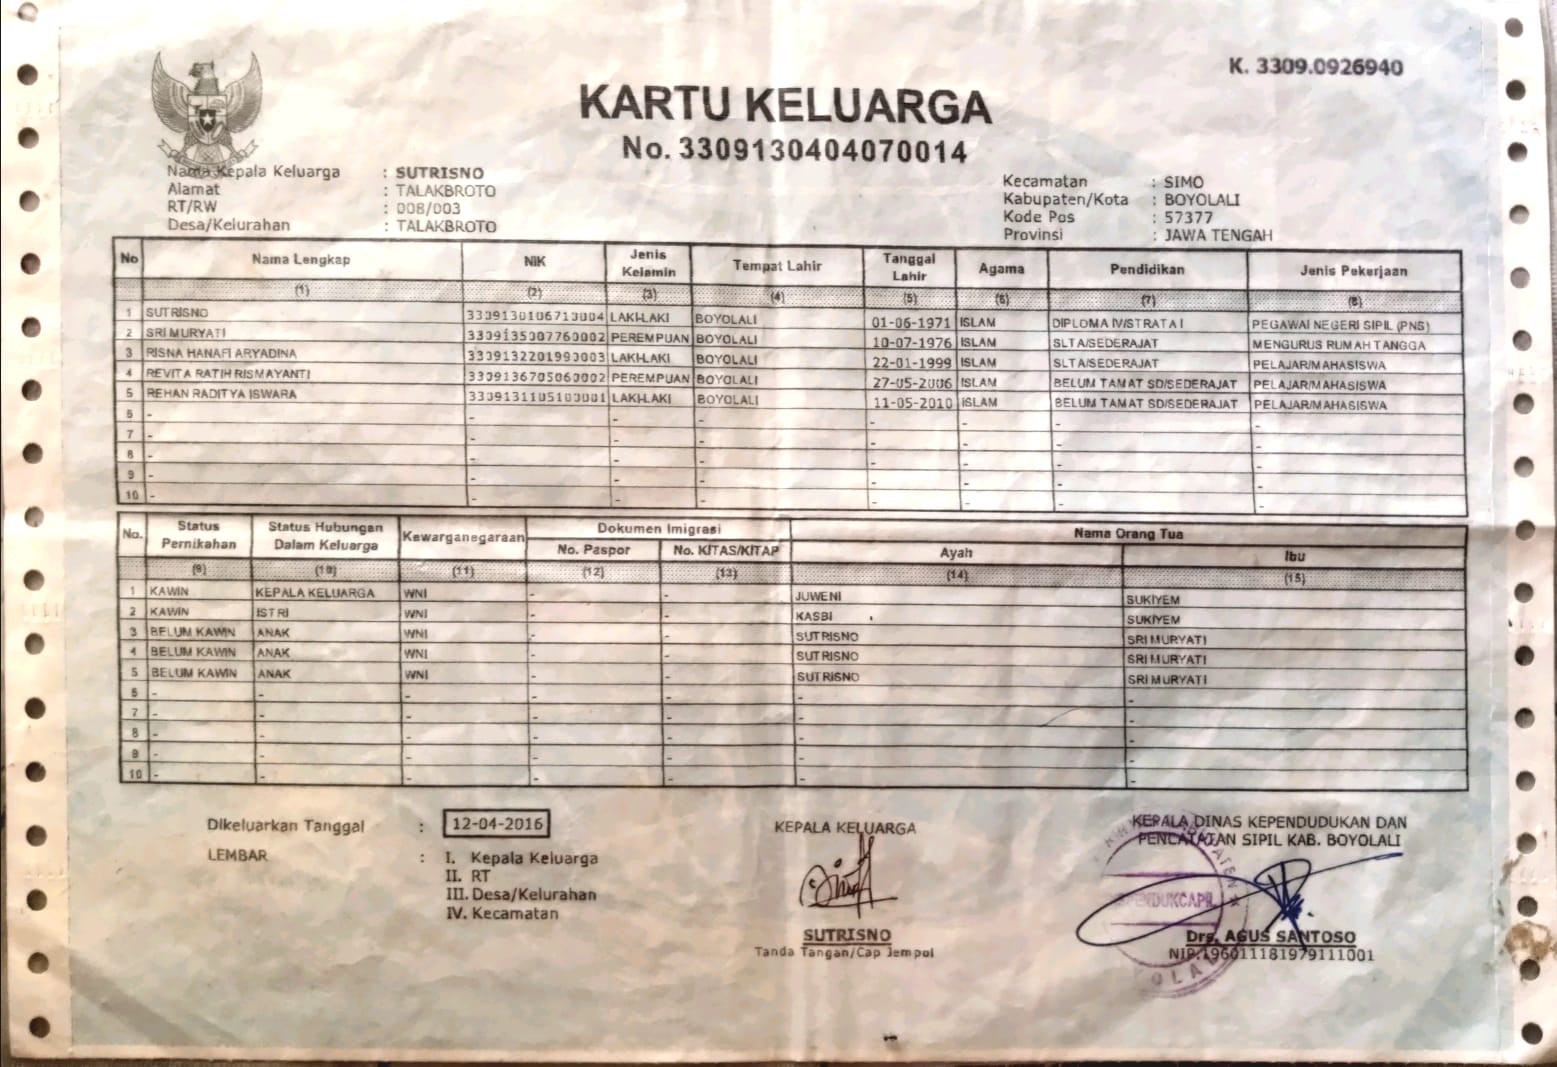 K. 3309.0926940
KARTU KELUARGA
No. 3309130404070014
Nama Kepala Keluarga : SUTRISNO
Alamat : TALAKBROTO
RT/RW : 008/003
Desa/Kelurahan : TALAKBROTO
Kecamatan : SIMO
Kabupaten/Kota : BOYOLALI
Kode Pos : 57377
Provinsi : JAWA TENGAH
No Nama Lengkap NIK Jenis Kelamin Tempat Lahir Tanggal Lahir Agama Pendidikan Jenis Pekerjaan
(1) (2) (3) (4) (5) (6) (7) (8)
1 SUTRISNO 3309130106710004 LAKI-LAKI BOYOLALI 01-06-1971 ISLAM DIPLOMA IV/STRATA I PEGAWAI NEGERI SIPIL (PNS)
2 SRI MURYATI 3309135007760002 PEREMPUAN BOYOLALI 10-07-1976 ISLAM SLTA/SEDERAJAT MENGURUS RUMAH TANGGA
3 RISNA HANAFI ARYADINA 3309132201990003 LAKI-LAKI BOYOLALI 22-01-1999 ISLAM SLTA/SEDERAJAT PELAJAR/MAHASISWA
4 REVITA RATIH RISMAYANTI 3309136705060002 PEREMPUAN BOYOLALI 27-05-2006 ISLAM BELUM TAMAT SD/SEDERAJAT PELAJAR/MAHASISWA
5 REHAN RADITYA ISWARA 3309131105100001 LAKI-LAKI BOYOLALI 11-05-2010 ISLAM BELUM TAMAT SD/SEDERAJAT PELAJAR/MAHASISWA
6 - - - - - - - -
7 - - - - - - - -
8 - - - - - - - -
9 - - - - - - - -
10 - - - - - - - -
No. Status Pernikahan Status Hubungan Dalam Keluarga Kewarganegaraan Dokumen Imigrasi Nama Orang Tua
No. Paspor No. KITAS/KITAP Ayah Ibu
(9) (10) (11) (12) (13) (14) (15)
1 KAWIN KEPALA KELUARGA WNI - - JUWENI SUKIYEM
2 KAWIN ISTRI WNI - - KASBI SUKIYEM
3 BELUM KAWIN ANAK WNI - - SUTRISNO SRI MURYATI
4 BELUM KAWIN ANAK WNI - - SUTRISNO SRI MURYATI
5 BELUM KAWIN ANAK WNI - - SUTRISNO SRI MURYATI
6 - - - - - - -
7 - - - - - - -
8 - - - - - - -
9 - - - - - - -
10 - - - - - - -
Dikeluarkan Tanggal : 12-04-2016
LEMBAR : I. Kepala Keluarga
II. RT
III. Desa/Kelurahan
IV. Kecamatan
KEPALA KELUARGA
SUTRISNO
Tanda Tangan/Cap Jempol
KEPALA DINAS KEPENDUDUKAN DAN
PENCATATAN SIPIL KAB. BOYOLALI
Drs. AGUS SANTOSO
NIP.196011181979111001